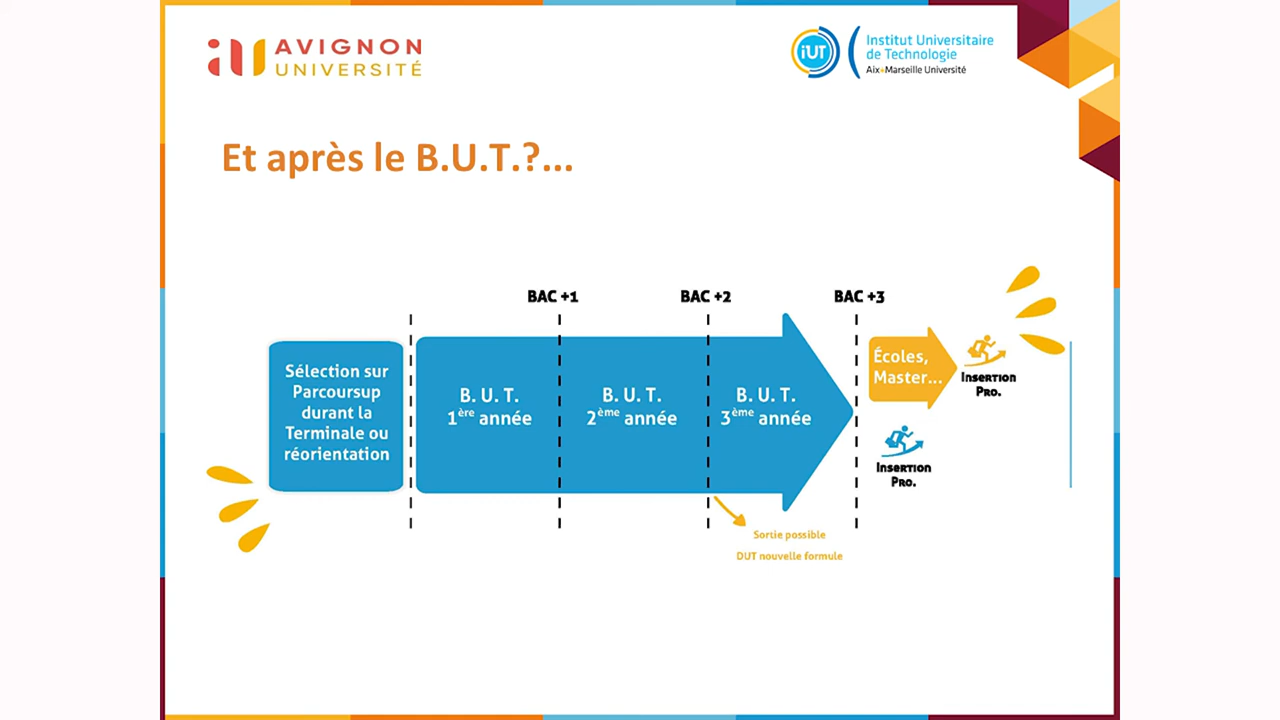 AVIGNON
UNIVERSITÉ
iUT
Institut Universitaire
de Technologie
Aix•Marseille Université
Et après le B.U.T.?...
BAC +1
BAC +2
BAC +3
Sélection sur
Parcoursup
durant la
Terminale ou
réorientation
B. U. T.
1ère année
B. U. T.
2ème année
B. U. T.
3ème année
Écoles,
Master...
Insertion
Pro.
Insertion
Pro.
Sortie possible
DUT nouvelle formule